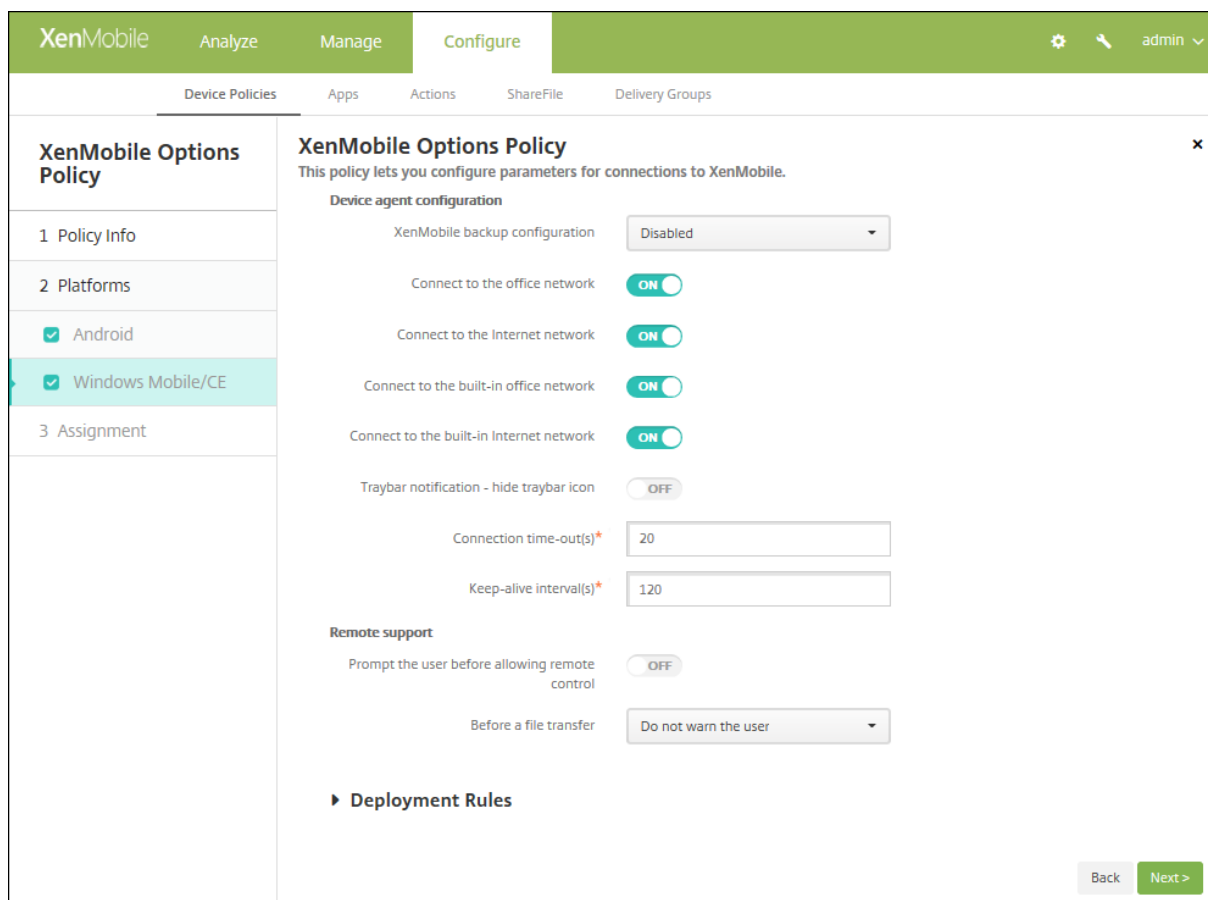 XenMobile Analyze Manage Configure admin
Device Policies Apps Actions ShareFile Delivery Groups
XenMobile Options
Policy
1 Policy Info
2 Platforms
Android
Windows Mobile/CE
3 Assignment
XenMobile Options Policy
This policy lets you configure parameters for connections to XenMobile.
Device agent configuration
XenMobile backup configuration Disabled
Connect to the office network ON
Connect to the Internet network ON
Connect to the built-in office network ON
Connect to the built-in Internet network ON
Traybar notification - hide traybar icon OFF
Connection time-out(s)* 20
Keep-alive interval(s)* 120
Remote support
Prompt the user before allowing remote
control OFF
Before a file transfer Do not warn the user
Deployment Rules
Back Next >